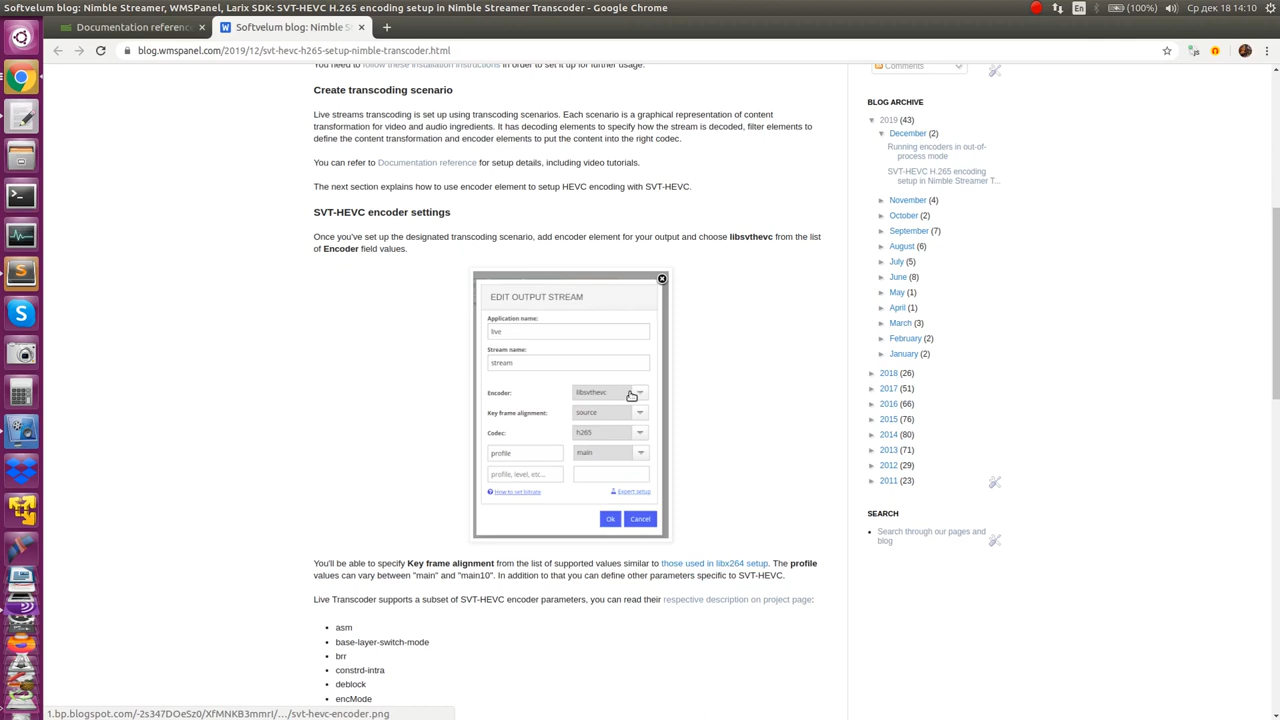 Softvelum news: Nimble Streamer, WMSPanel, Larix SDK: SVT-HEVC H.265 encoding setup in Nimble Streamer Transcoder - Google Chrome
En
(100%)
Ср дек 18 14:10
Documentation reference
Softvelum blog: Nimble S
blog.wmspanel.com/2019/12/svt-hevc-h265-setup-nimble-transcoder.html
You need to follow these installation instructions in order to set it up for further usage.
Create transcoding scenario
Live streams transcoding is set up using transcoding scenarios. Each scenario is a graphical representation of content
transformation for video and audio ingredients. It has decoding elements to specify how the stream is decoded, filter elements to
define the content transformation and encoder elements to put the content into the right codec.
You can refer to Documentation reference for setup details, including video tutorials.
The next section explains how to use encoder element to setup HEVC encoding with SVT-HEVC.
SVT-HEVC encoder settings
Once you've set up the designated transcoding scenario, add encoder element for your output and choose libsvthevc from the list
of Encoder field values.
EDIT OUTPUT STREAM
Application name:
live
Stream name:
stream
Encoder: libsvthevc
Key frame alignment: source
Codec: h265
profile main
profile, level, etc...
How to set bitrate Expert setup
Ok Cancel
You'll be able to specify Key frame alignment from the list of supported values similar to those used in libx264 setup. The profile
values can vary between "main" and "main10". In addition to that you can define other parameters specific to SVT-HEVC.
Live Transcoder supports a subset of SVT-HEVC encoder parameters, you can read their respective description on project page:
• asm
• base-layer-switch-mode
• brr
• constrd-intra
• deblock
• encMode
1.bp.blogspot.com/-2s347DOeSz0/XfMNKB3mmrI/.../svt-hevc-encoder.png
Comments
BLOG ARCHIVE
▼ 2019 (43)
▼ December (2)
Running encoders in out-of-
process mode
SVT-HEVC H.265 encoding
setup in Nimble Streamer T...
► November (4)
► October (2)
► September (7)
► August (6)
► July (5)
► June (8)
► May (1)
► April (1)
► March (3)
► February (2)
► January (2)
► 2018 (26)
► 2017 (51)
► 2016 (66)
► 2015 (76)
► 2014 (80)
► 2013 (71)
► 2012 (29)
► 2011 (23)
SEARCH
• Search through our pages and
blog